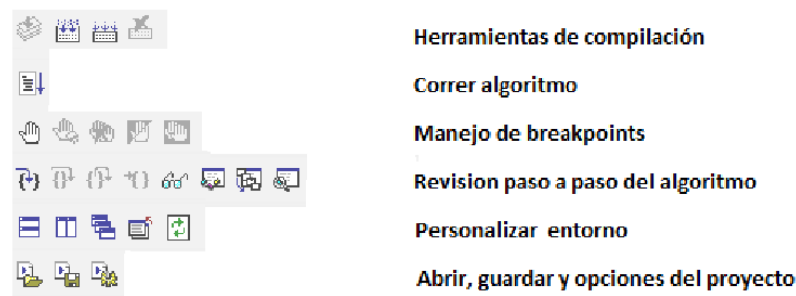 Herramientas de compilación
Correr algoritmo
Manejo de breakpoints
Revision paso a paso del algoritmo
Personalizar entorno
Abrir, guardar y opciones del proyecto